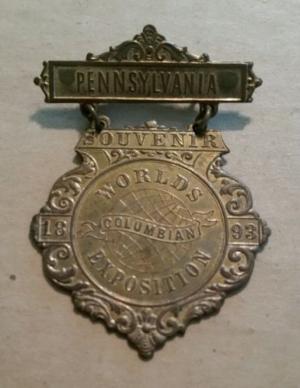 PENNSYLVANIA
SOUVENIR
WORLDS
COLUMBIAN
18 93
EXPOSITION